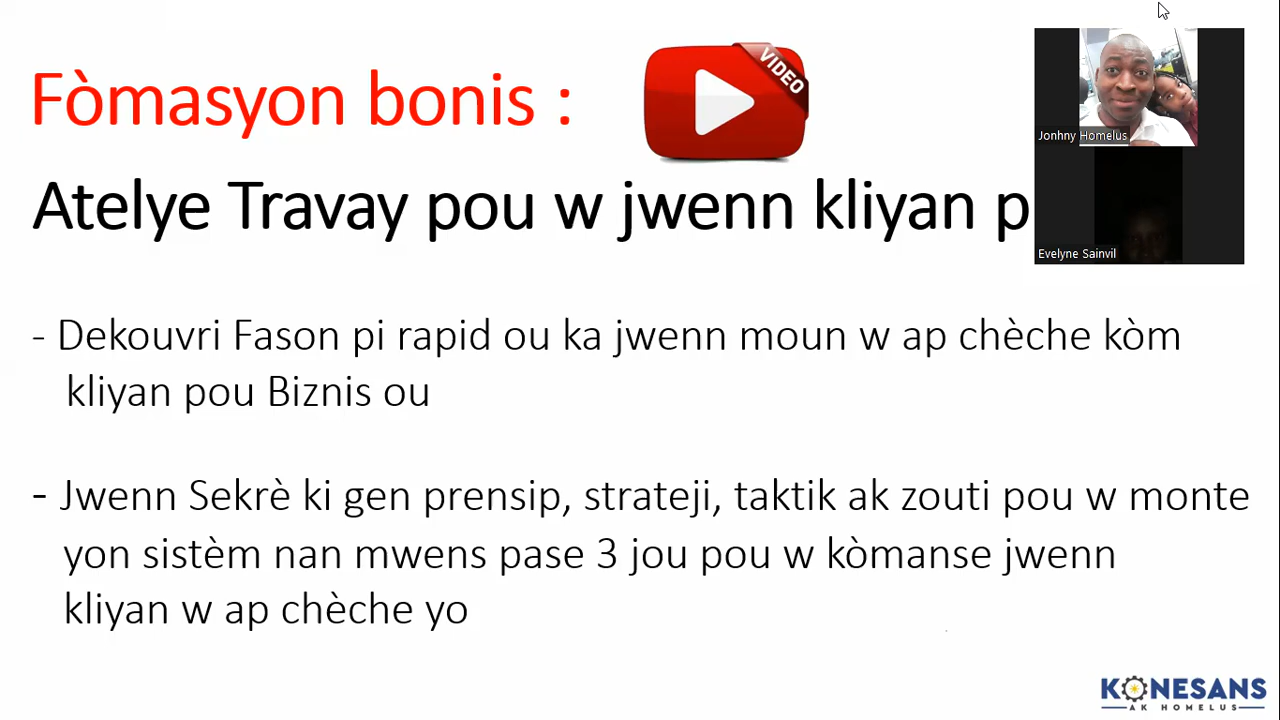 Fòmasyon bonis :
VIDEO
Jonhny Homelus
Atelye Travay pou w jwenn kliyan p
Evelyne Sainvil
- Dekouvri Fason pi rapid ou ka jwenn moun w ap chèche kòm
kliyan pou Biznis ou
- Jwenn Sekrè ki gen prensip, strateji, taktik ak zouti pou w monte
yon sistèm nan mwens pase 3 jou pou w kòmanse jwenn
kliyan w ap chèche yo
KONESANS
AK HOMELUS